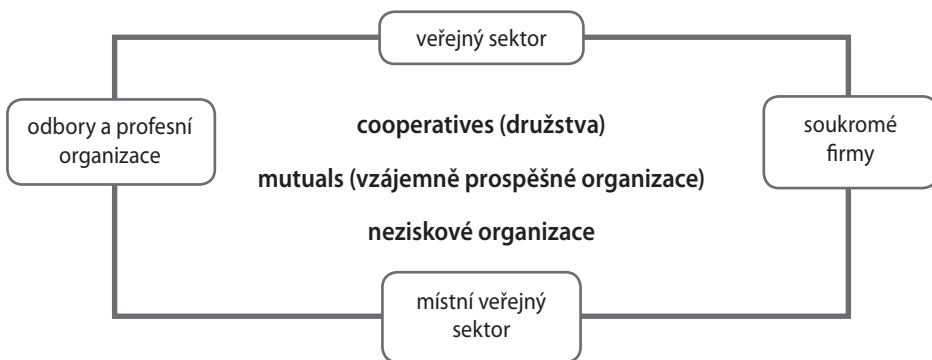 veřejný sektor
odbory a profesní
organizace
cooperatives (družstva)
mutuals (vzájemně prospěšné organizace)
neziskové organizace
soukromé
firmy
místní veřejný
sektor